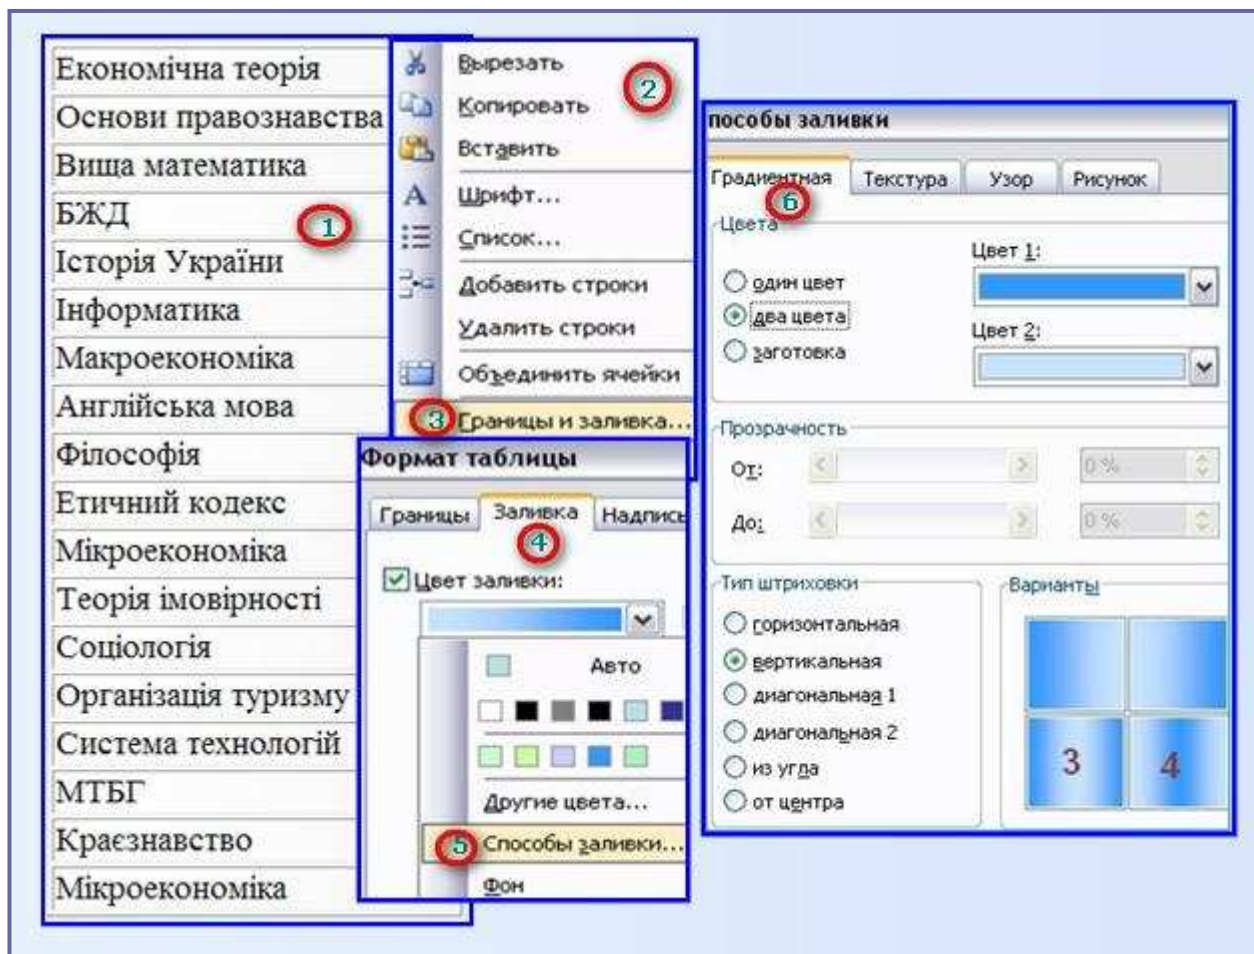 Економічна теорія
Основи правознавства
Вища математика
БЖД
1
Історія України
Інформатика
Макроекономіка
Англійська мова
Філософія
Етичний кодекс
Мікроекономіка
Теорія імовірності
Соціологія
Організація туризму
Система технологій
МТБГ
Краєзнавство
Мікроекономіка
Вырезать
2
Копировать
Вставить
Шрифт...
Список...
Добавить строки
Удалить строки
Объединить ячейки
3 Границы и заливка...
Формат таблицы
Границы Заливка Надпись
4
Цвет заливки:
Авто
Другие цвета...
5 Способы заливки...
Фон
пособы заливки
Градиентная Текстура Узор Рисунок
6
Цвета
один цвет
два цвета
заготовка
Цвет 1:
Цвет 2:
Прозрачность
От: 0 %
До: 0 %
Тип штриховки
горизонтальная
вертикальная
диагональная 1
диагональная 2
из угла
от центра
Варианты
3 4